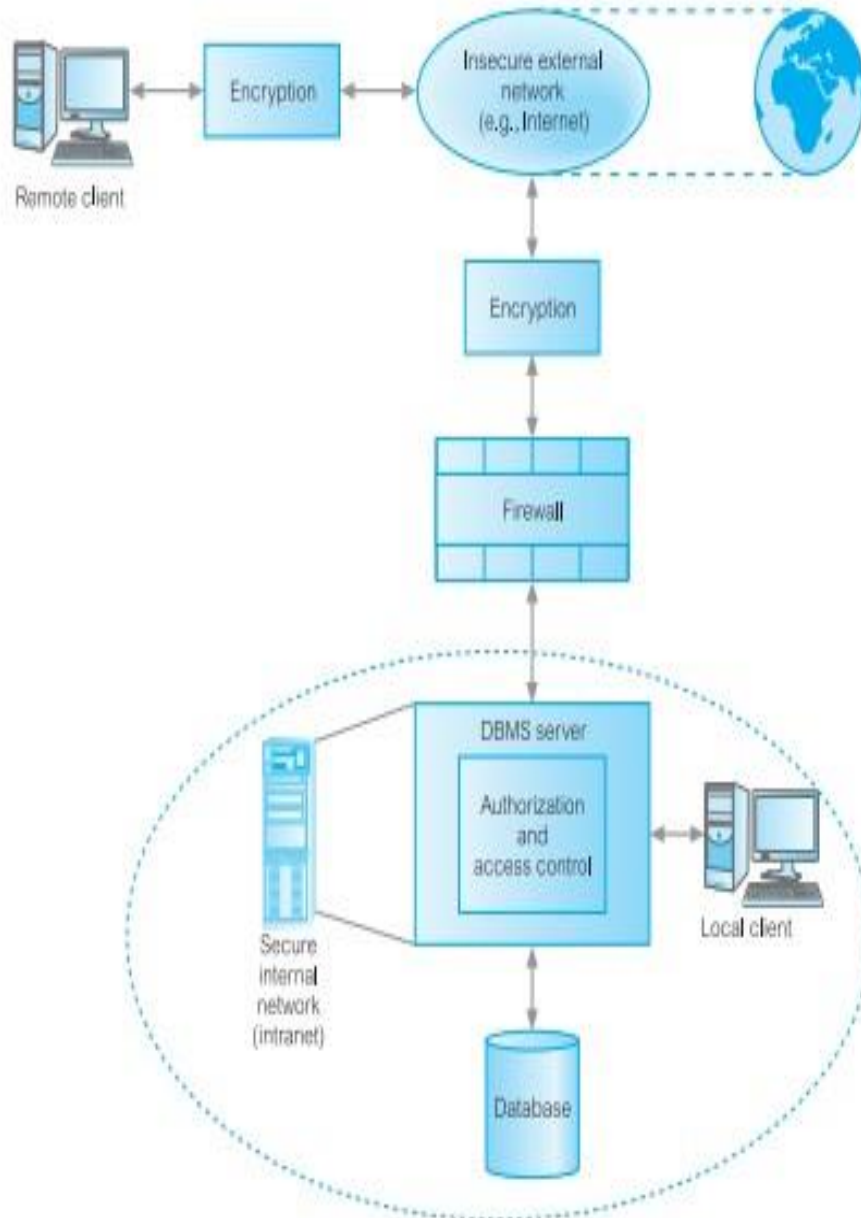 Remote client
Encryption
Insecure external
network
(e.g., Internet)
Encryption
Firewall
DBMS server
Authorization
and
access control
Secure
internal
network
(intranet)
Local client
Database